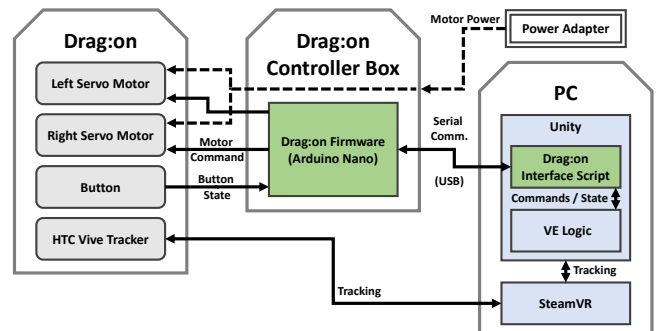 Drag:on
Left Servo Motor
Right Servo Motor
Button
HTC Vive Tracker
Drag:on
Controller Box
Drag:on Firmware
(Arduino Nano)
Motor
Command
Button
State
Motor Power
Power Adapter
Serial
Comm.
(USB)
PC
Unity
Drag:on
Interface Script
Commands / State
VE Logic
Tracking
SteamVR
Tracking